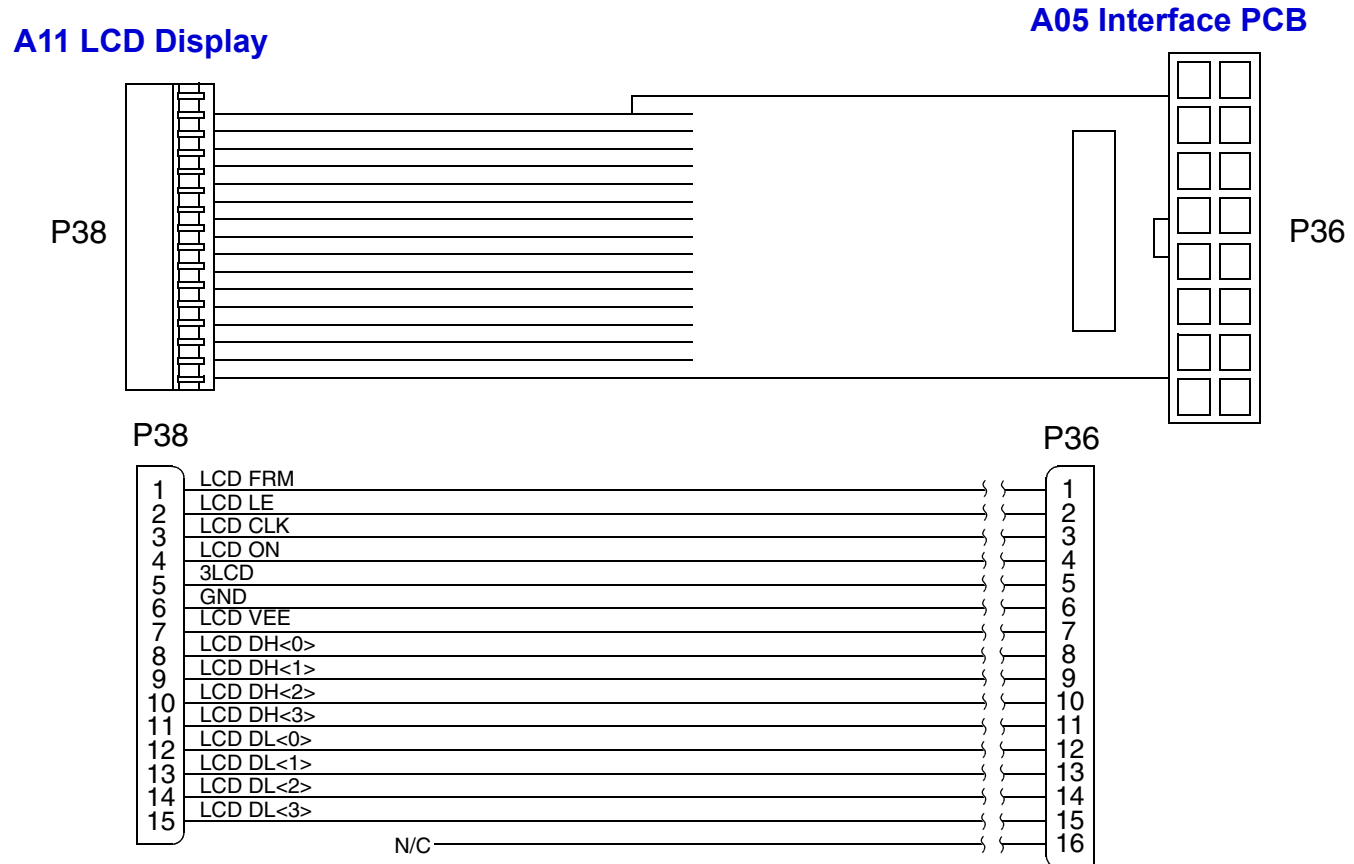 A11 LCD Display
A05 Interface PCB
P38
P36
P38
P36
1 LCD FRM 1
2 LCD LE 2
3 LCD CLK 3
4 LCD ON 4
5 3LCD 5
6 GND 6
7 LCD VEE 7
8 LCD DH<0> 8
9 LCD DH<1> 9
10 LCD DH<2> 10
11 LCD DH<3> 11
12 LCD DL<0> 12
13 LCD DL<1> 13
14 LCD DL<2> 14
15 LCD DL<3> 15
N/C 16